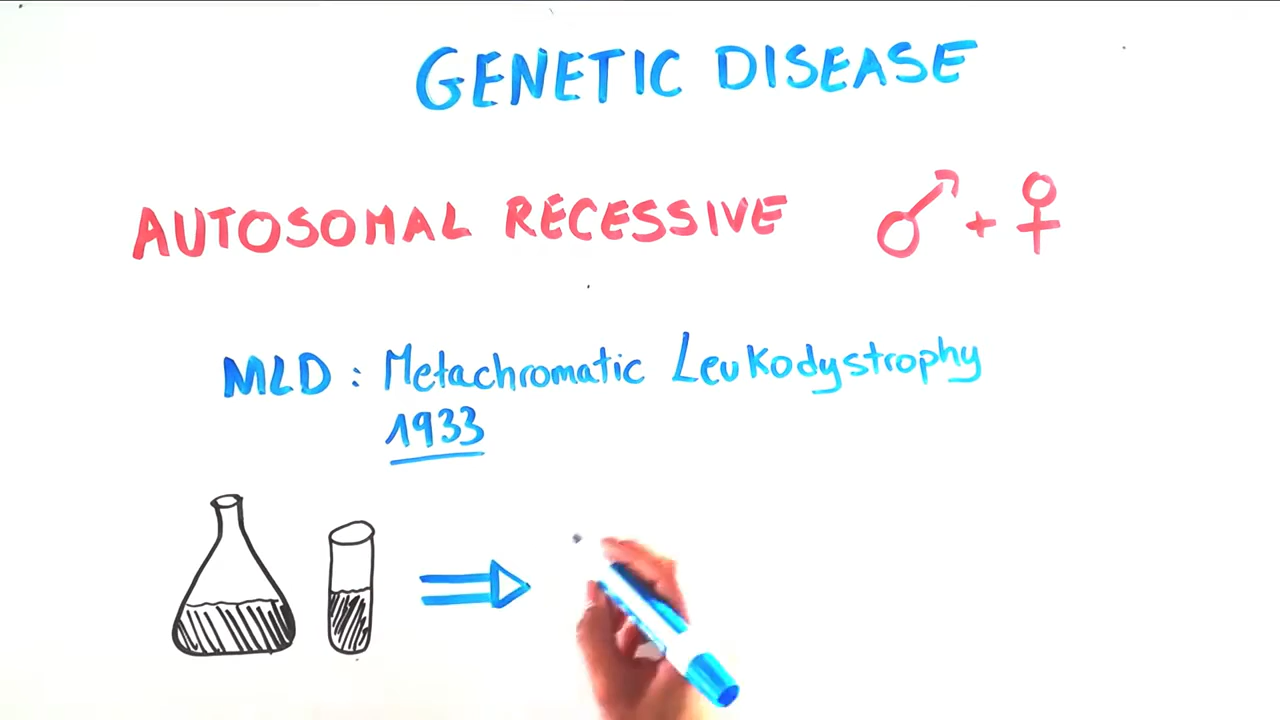 GENETIC DISEASE
AUTOSOMAL RECESSIVE ♂ + ♀
MLD : Metachromatic Leukodystrophy
1933